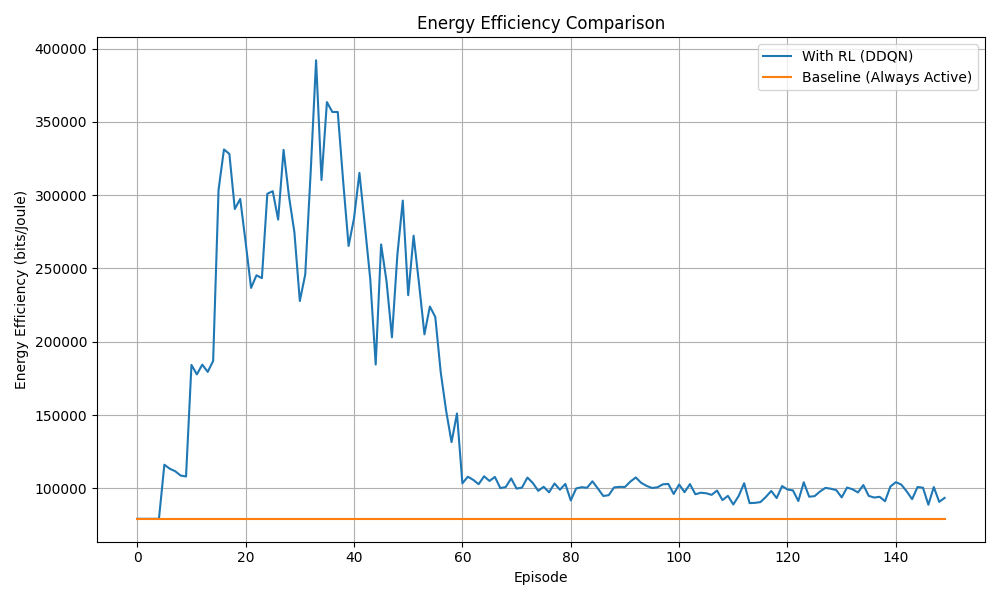 Energy Efficiency Comparison
With RL (DDQN)
Baseline (Always Active)
Energy Efficiency (bits/Joule)
400000
350000
300000
250000
200000
150000
100000
0 20 40 60 80 100 120 140
Episode